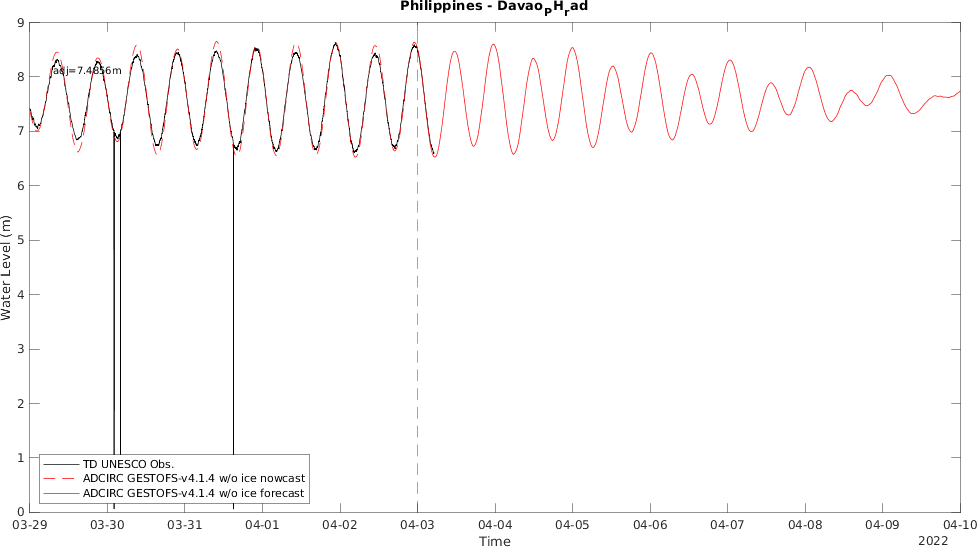 Philippines - Davao_PH_rad
9
8
7
6
5
4
3
2
1
0
Water Level (m)
adj=7.4856m
TD UNESCO Obs.
ADCIRC GESTOFS-v4.1.4 w/o ice nowcast
ADCIRC GESTOFS-v4.1.4 w/o ice forecast
03-29 03-30 03-31 04-01 04-02 04-03 04-04 04-05 04-06 04-07 04-08 04-09 04-10
Time
2022